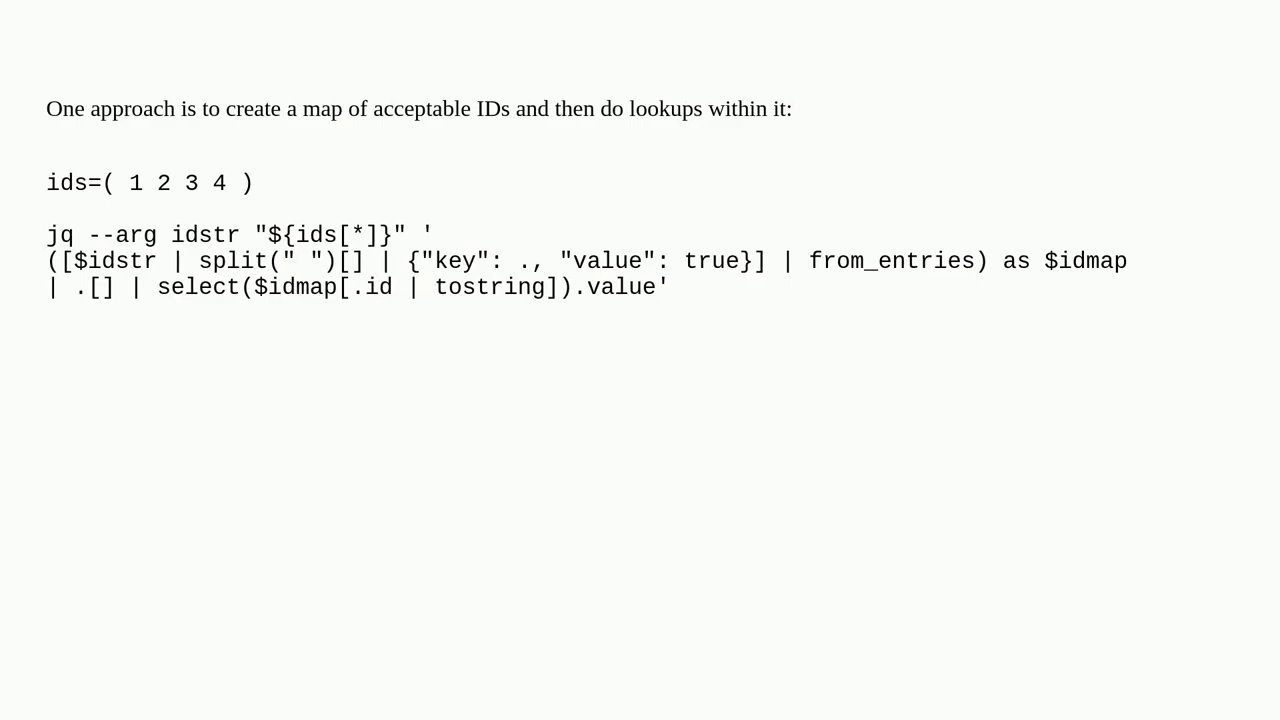 One approach is to create a map of acceptable IDs and then do lookups within it:
ids=( 1 2 3 4 )
jq --arg idstr "${ids[*]}" '
([$idstr | split(" ")[] | {"key": ., "value": true}] | from_entries) as $idmap
| .[] | select($idmap[.id | tostring]).value'